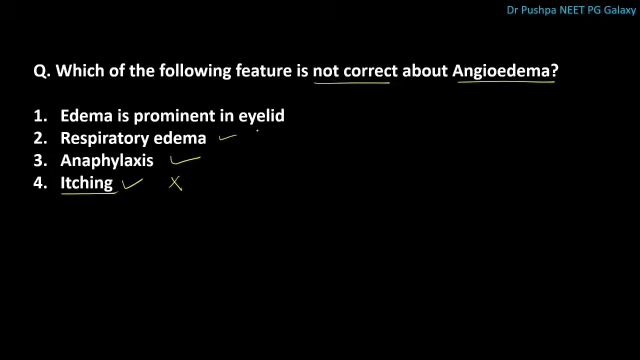 Dr Pushpa NEET PG Galaxy
Q. Which of the following feature is not correct about Angioedema?
1. Edema is prominent in eyelid
2. Respiratory edema
3. Anaphylaxis
4. Itching